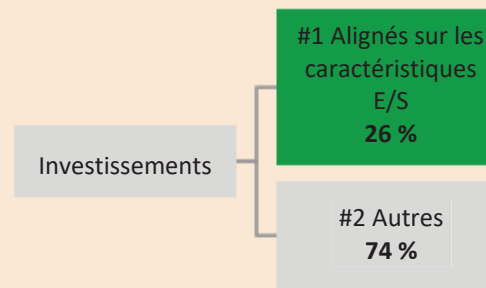 #1 Alignés sur les
caractéristiques
E/S
26 %
Investissements
#2 Autres
74 %